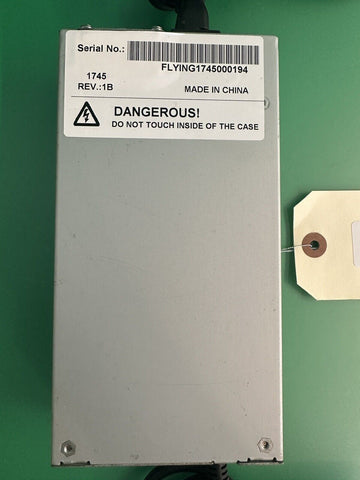 Serial No.:
FLYING1745000194
1745
REV.:1B
MADE IN CHINA
DANGEROUS!
DO NOT TOUCH INSIDE OF THE CASE